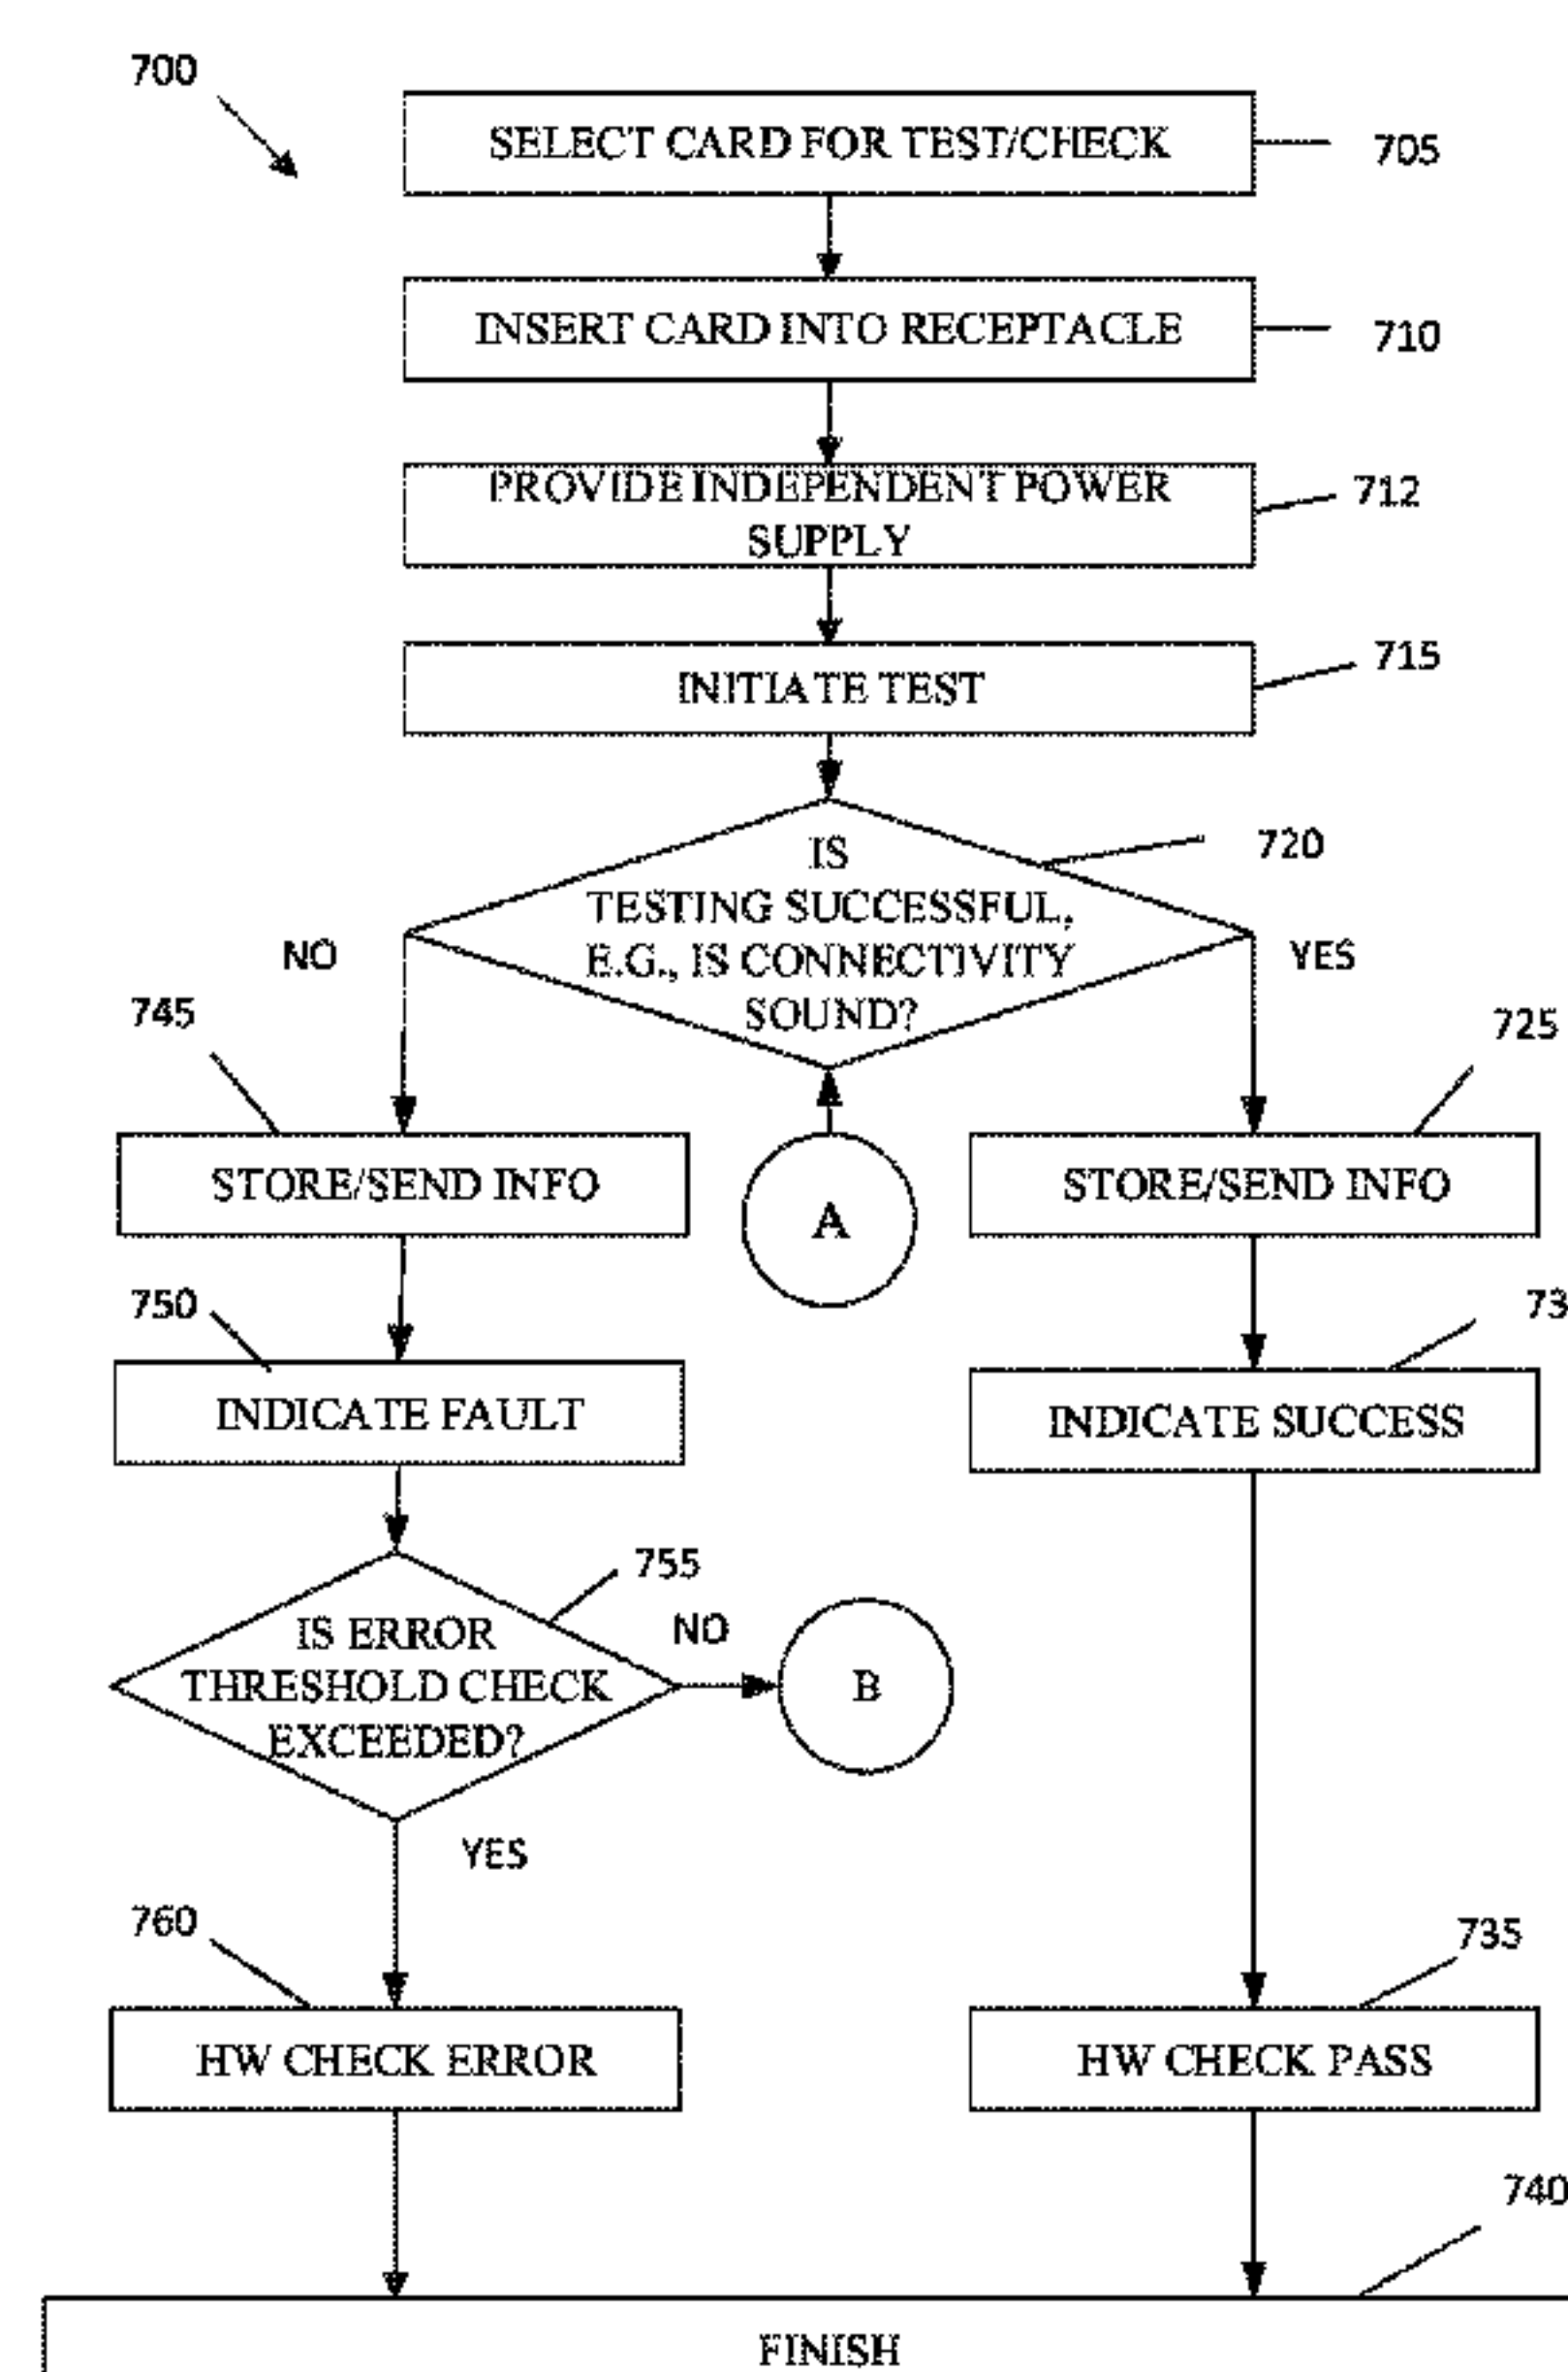 700
SELECT CARD FOR TEST/CHECK
705
INSERT CARD INTO RECEPTACLE
710
PROVIDE INDEPENDENT POWER
SUPPLY
712
INITIATE TEST
715
IS
TESTING SUCCESSFUL,
E.G., IS CONNECTIVITY
SOUND?
720
NO
YES
745
725
STORE/SEND INFO
A
STORE/SEND INFO
750
73
INDICATE FAULT
INDICATE SUCCESS
755
IS ERROR
THRESHOLD CHECK
EXCEEDED?
NO
B
YES
760
735
HW CHECK ERROR
HW CHECK PASS
740
FINISH